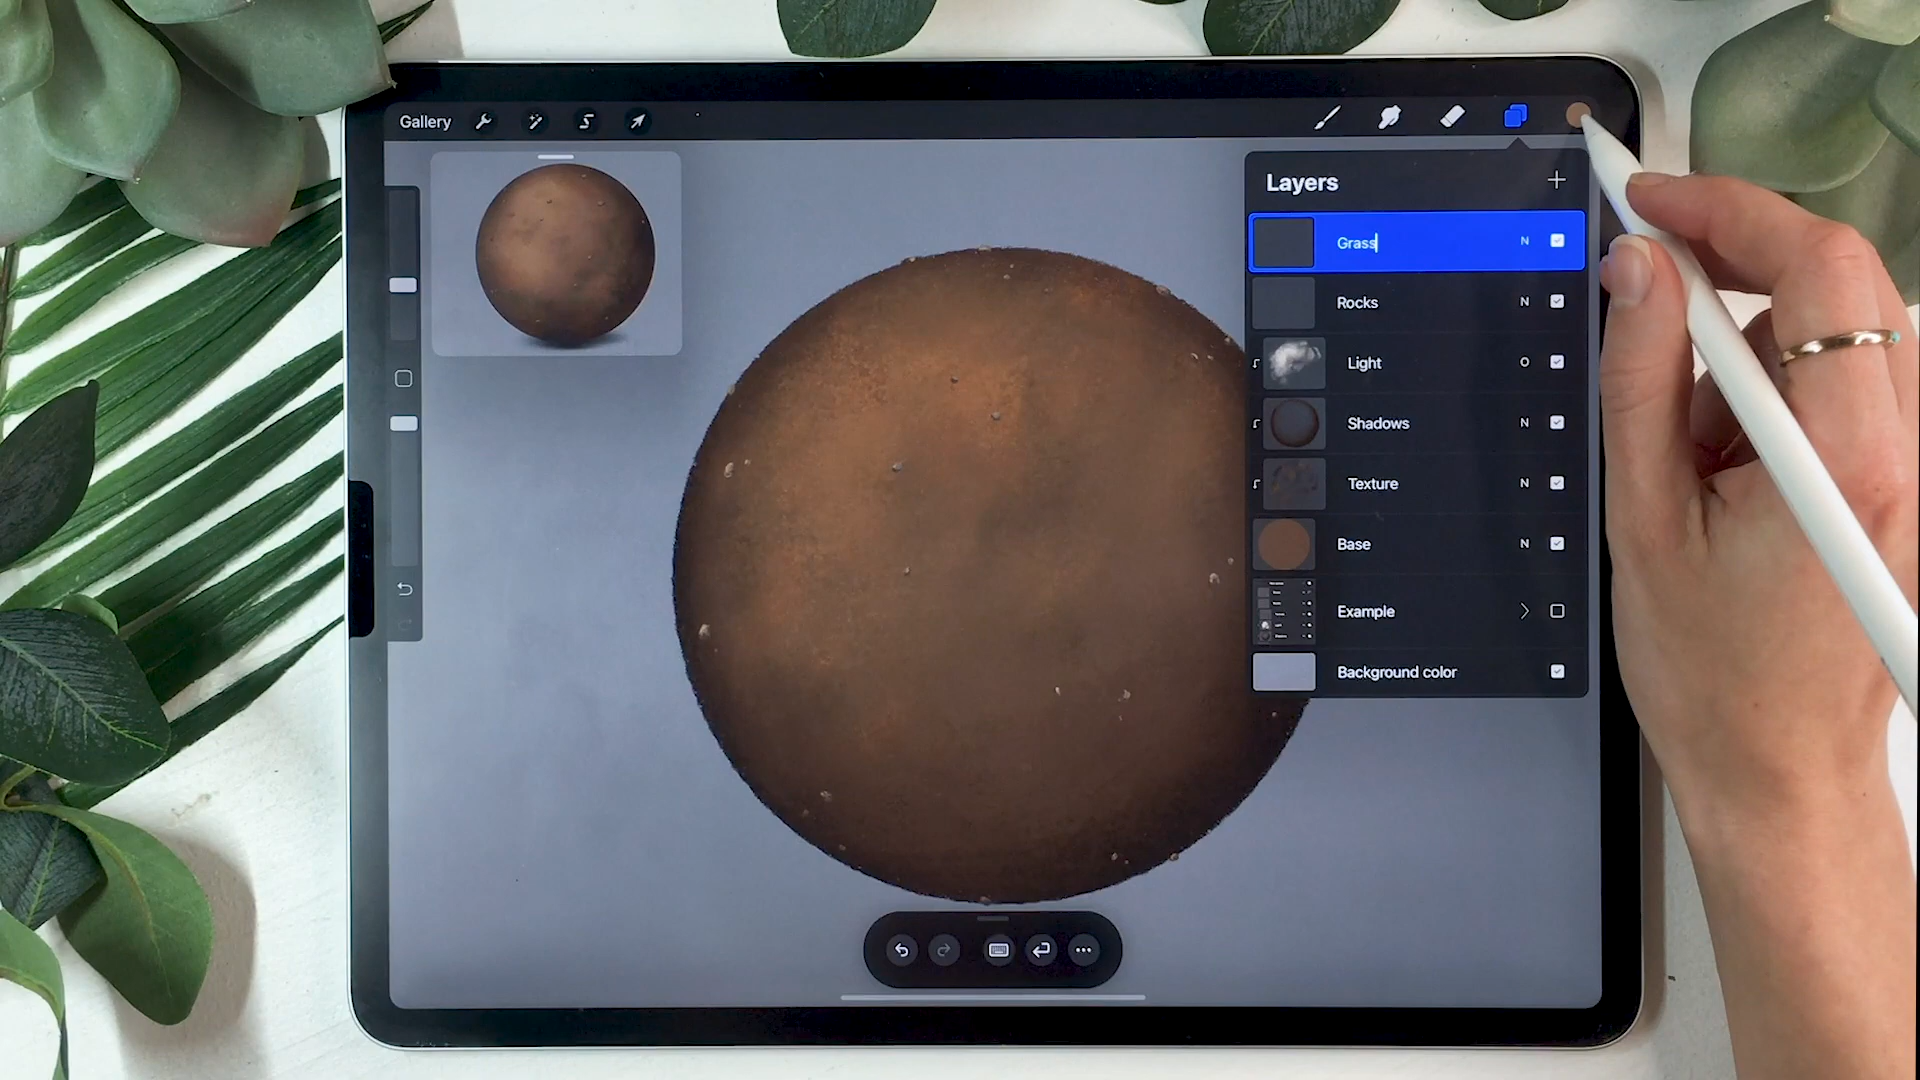 Gallery
Layers
Grass N
Rocks N
Light O
Shadows N
Texture N
Base N
Example
Background color